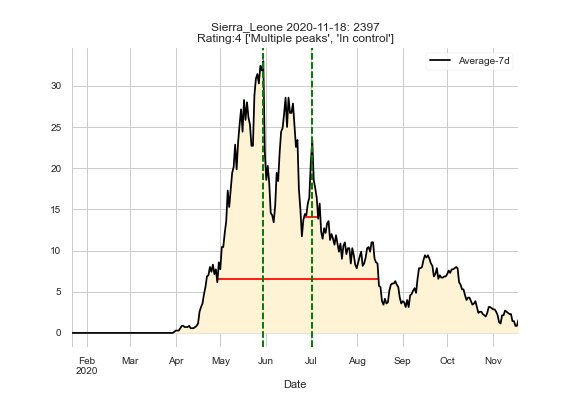 Sierra_Leone 2020-11-18: 2397
Rating:4 ['Multiple peaks', 'In control']
Average-7d
30
25
20
15
10
5
0
Feb Mar Apr May Jun Jul Aug Sep Oct Nov
2020
Date